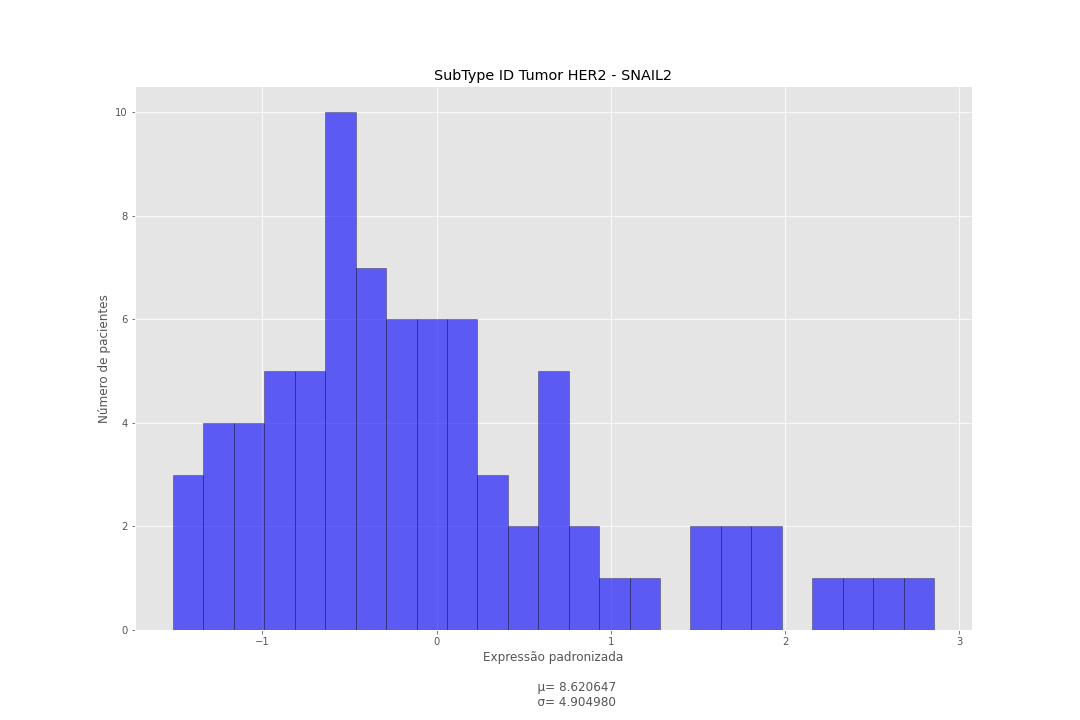 SubType ID Tumor HER2 - SNAIL2
10
8
6
4
2
0
Número de pacientes
−1
0
1
2
3
Expressão padronizada
μ= 8.620647
σ= 4.904980